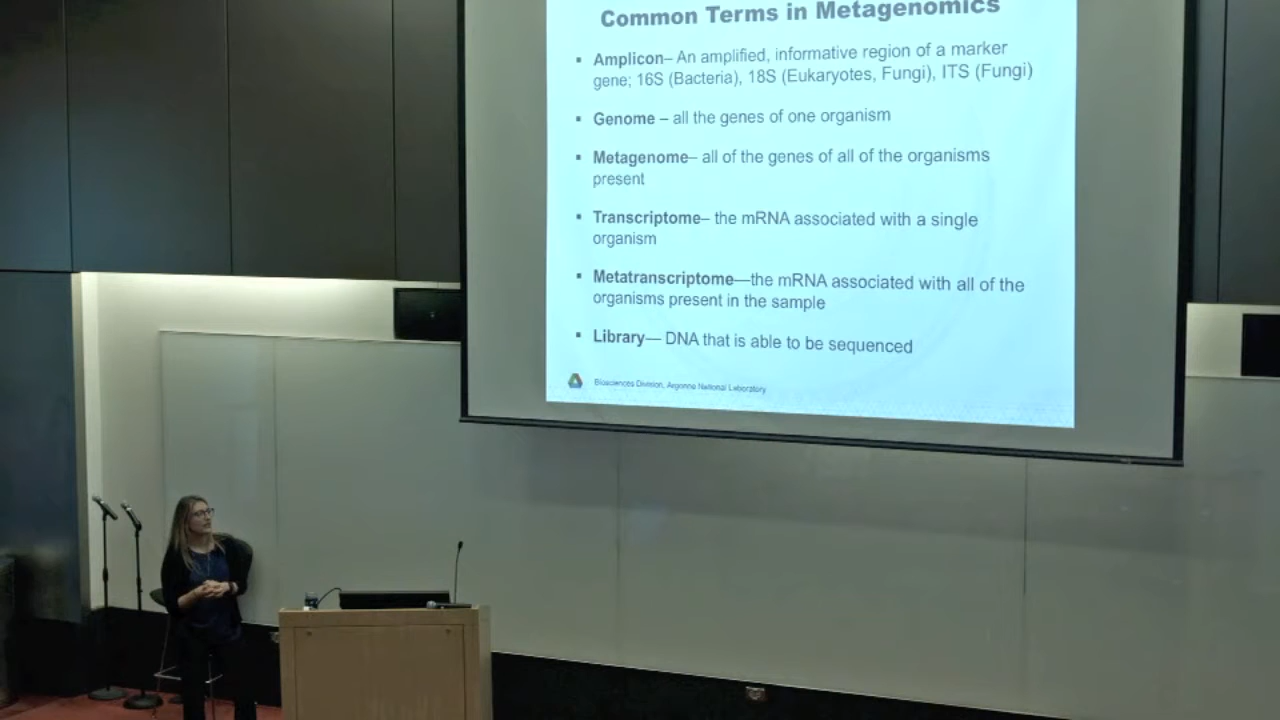 Common Terms in Metagenomics
▪ Amplicon– An amplified, informative region of a marker
gene; 16S (Bacteria), 18S (Eukaryotes, Fungi), ITS (Fungi)
▪ Genome – all the genes of one organism
▪ Metagenome– all of the genes of all of the organisms
present
▪ Transcriptome– the mRNA associated with a single
organism
▪ Metatranscriptome—the mRNA associated with all of the
organisms present in the sample
▪ Library— DNA that is able to be sequenced
Biosciences Division, Argonne National Laboratory